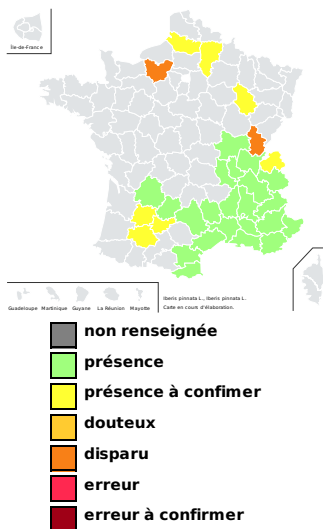 Île-de-France
Guadeloupe Martinique Guyane La Réunion Mayotte
Iberis pinnata L., Iberis pinnata L.
Carte en cours d'élaboration.
non renseignée
présence
présence à confimer
douteux
disparu
erreur
erreur à confirmer